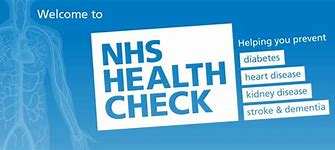 Welcome to
NHS
HEALTH
CHECK
Helping you prevent
diabetes
heart disease
kidney disease
stroke & dementia